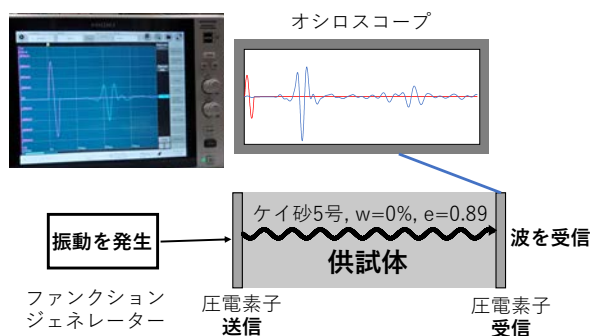 オシロスコープ
ケイ砂5号, w=0%, e=0.89
振動を発生
波を受信
供試体
ファンクション
ジェネレーター
圧電素子
送信
圧電素子
受信